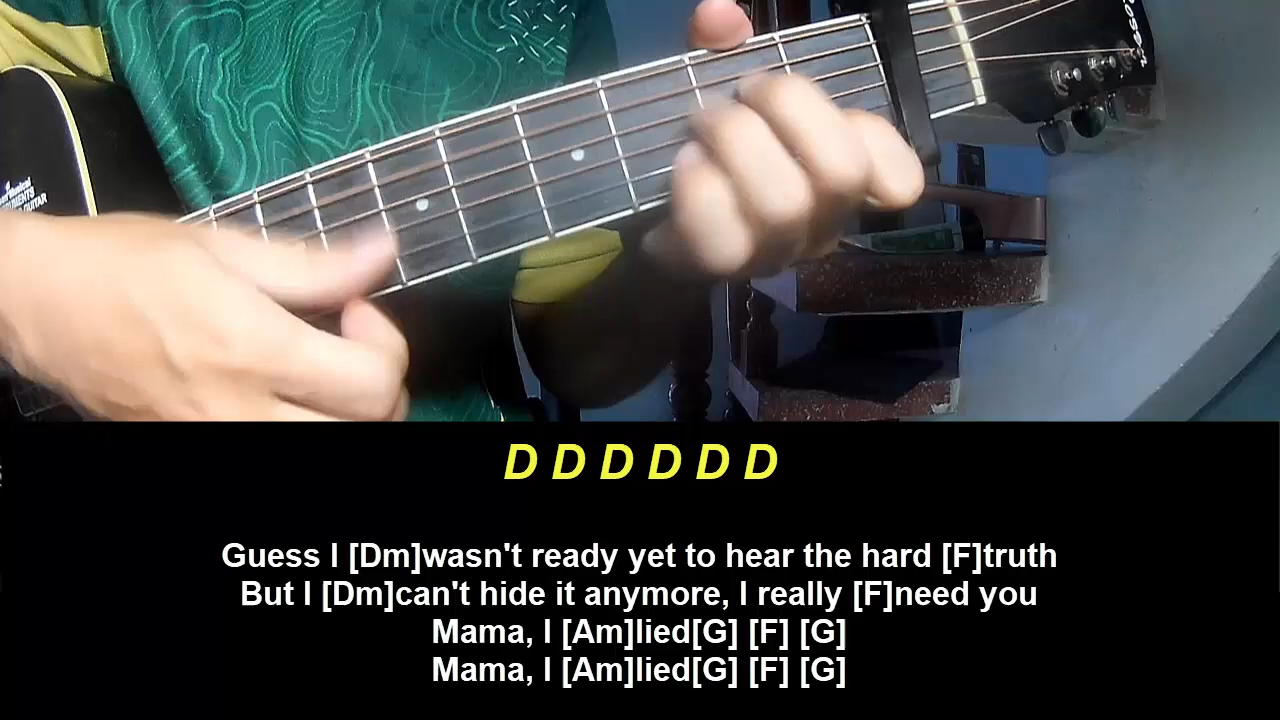 D D D D D D
Guess I [Dm]wasn't ready yet to hear the hard [F]truth
But I [Dm]can't hide it anymore, I really [F]need you
Mama, I [Am]lied[G] [F] [G]
Mama, I [Am]lied[G] [F] [G]